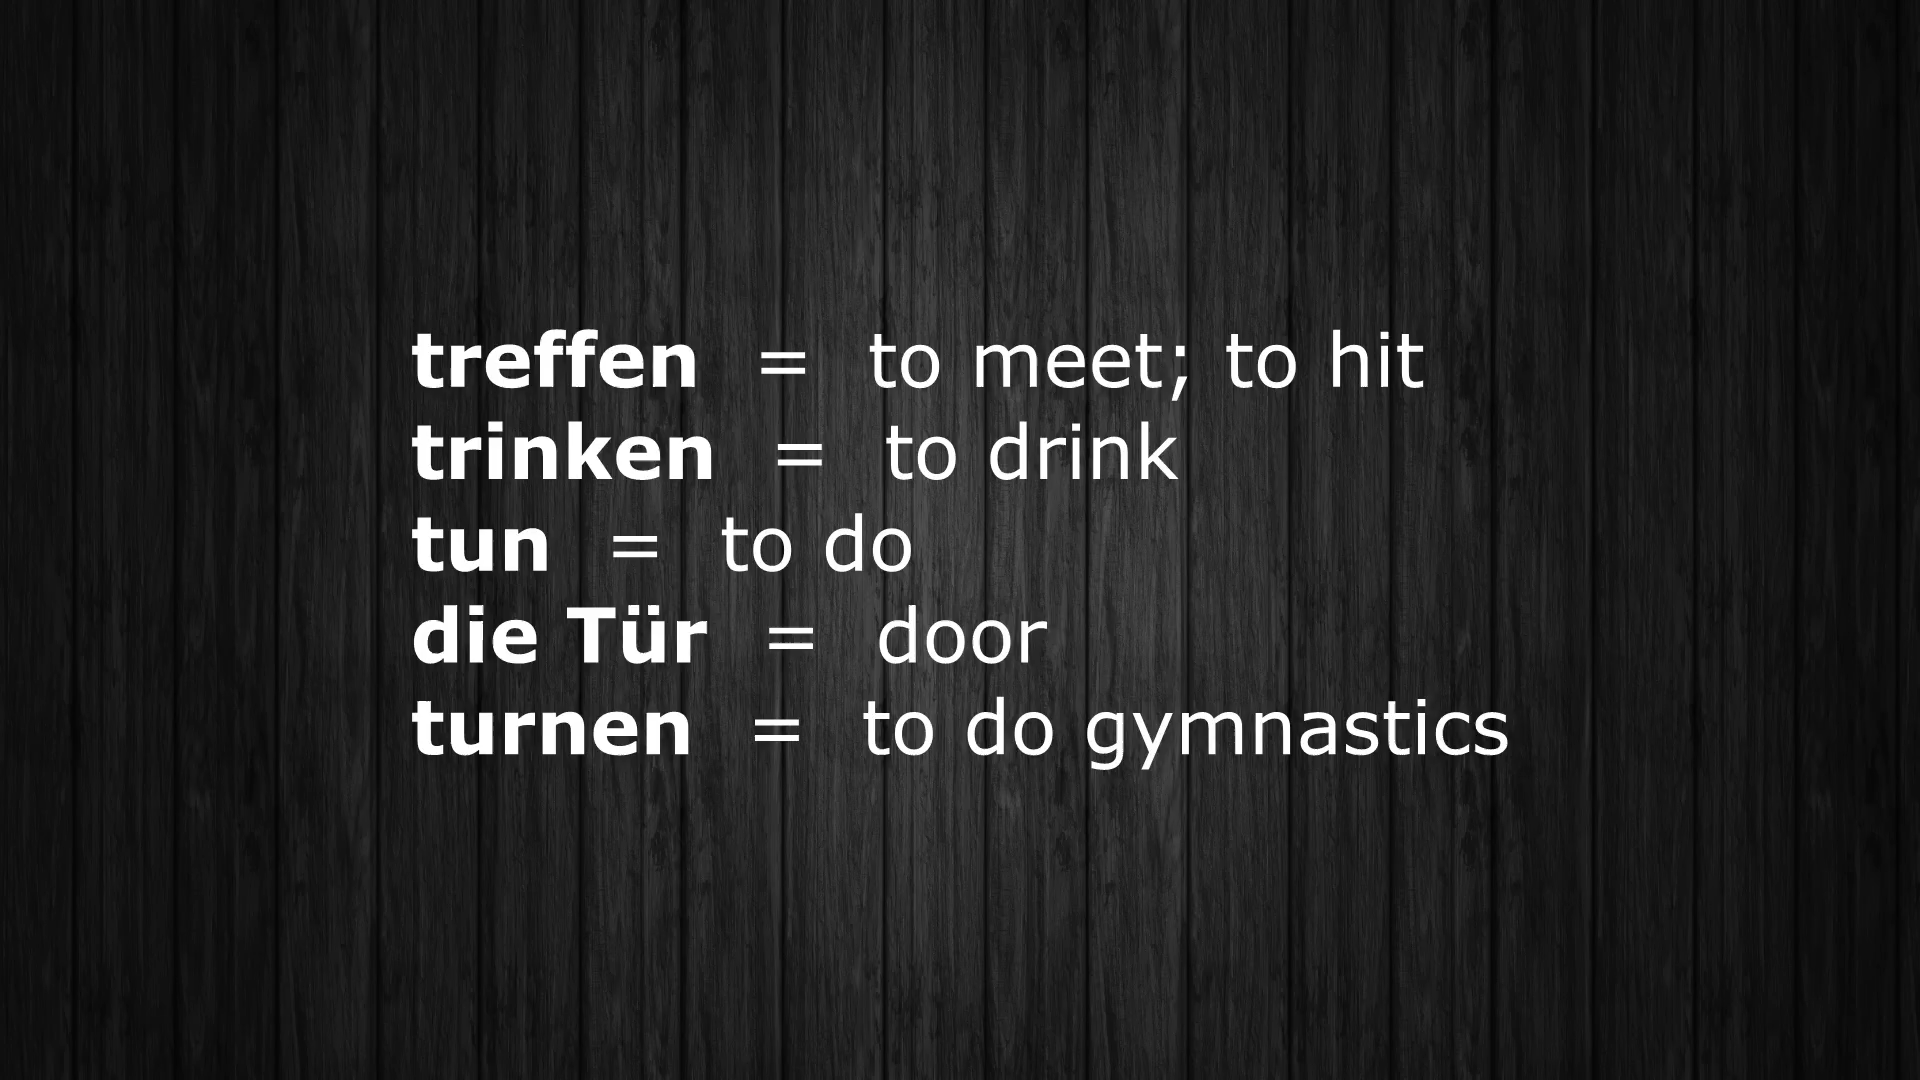 treffen = to meet; to hit
trinken = to drink
tun = to do
die Tür = door
turnen = to do gymnastics